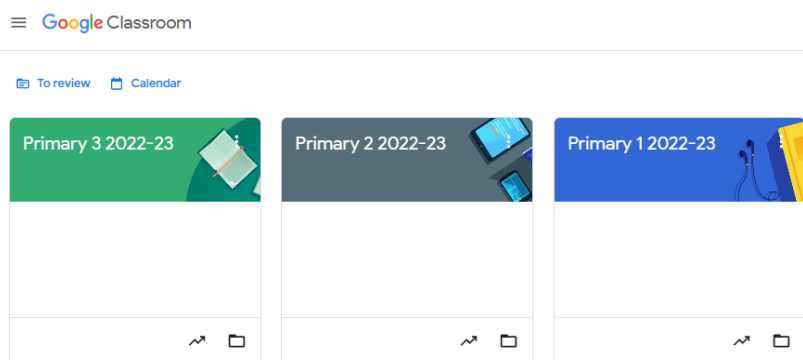 Google Classroom
To review Calendar
Primary 3 2022-23
Primary 2 2022-23
Primary 1 2022-23